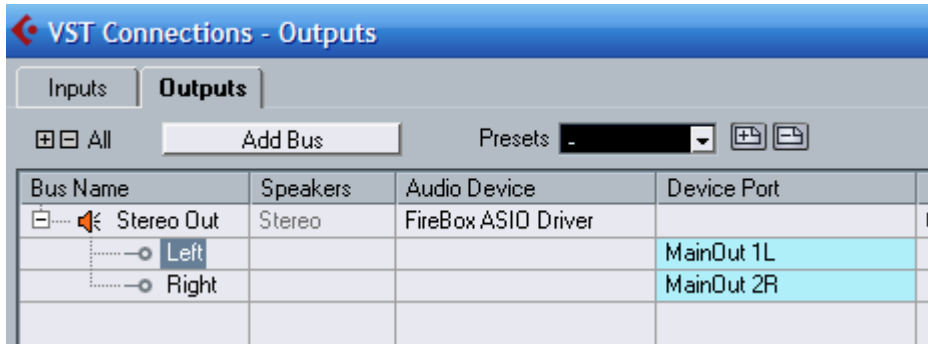 VST Connections - Outputs
Inputs Outputs
All Add Bus Presets -
Bus Name Speakers Audio Device Device Port
Stereo Out Stereo FireBox ASIO Driver
Left MainOut 1L
Right MainOut 2R